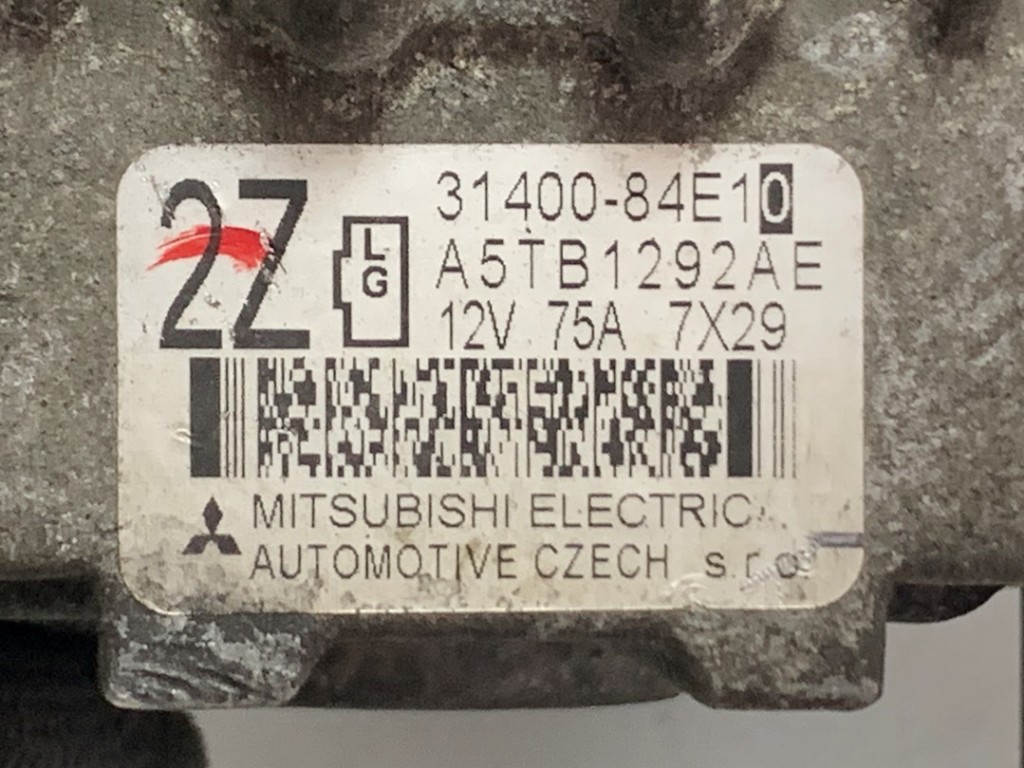 2Z
L
G
31400-84E10
A5TB1292AE
12V 75A 7X29
MITSUBISHI ELECTRIC
AUTOMOTIVE CZECH s.r.o.